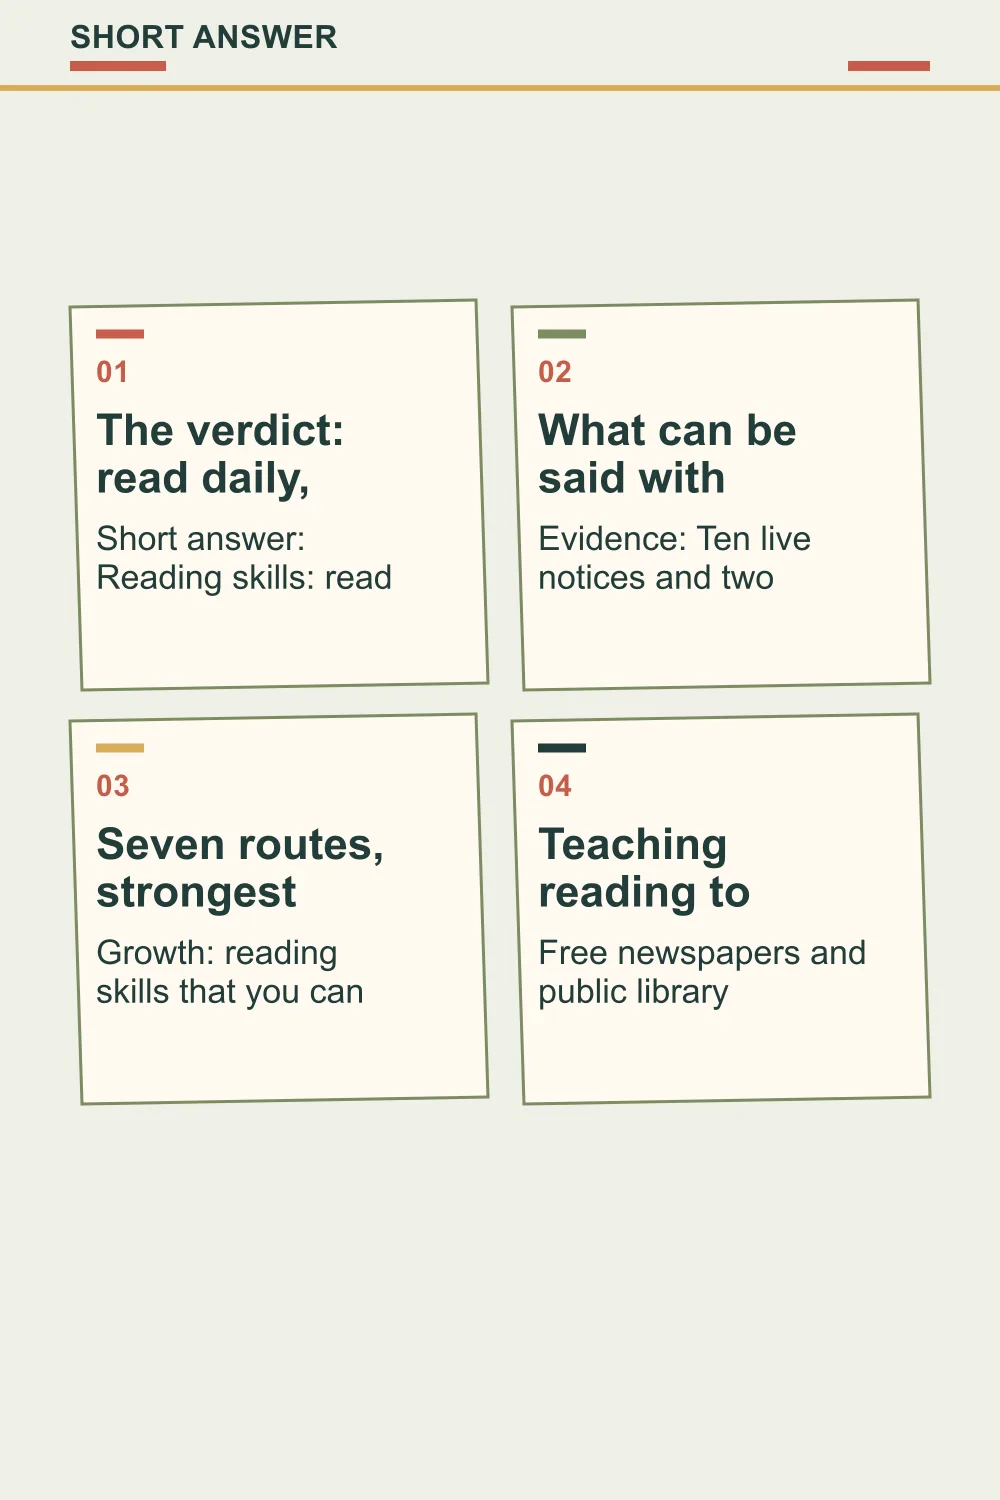 SHORT ANSWER
01
The verdict:
read daily,
Short answer:
Reading skills: read
02
What can be
said with
Evidence: Ten live
notices and two
03
Seven routes,
strongest
Growth: reading
skills that you can
04
Teaching
reading to
Free newspapers and
public library